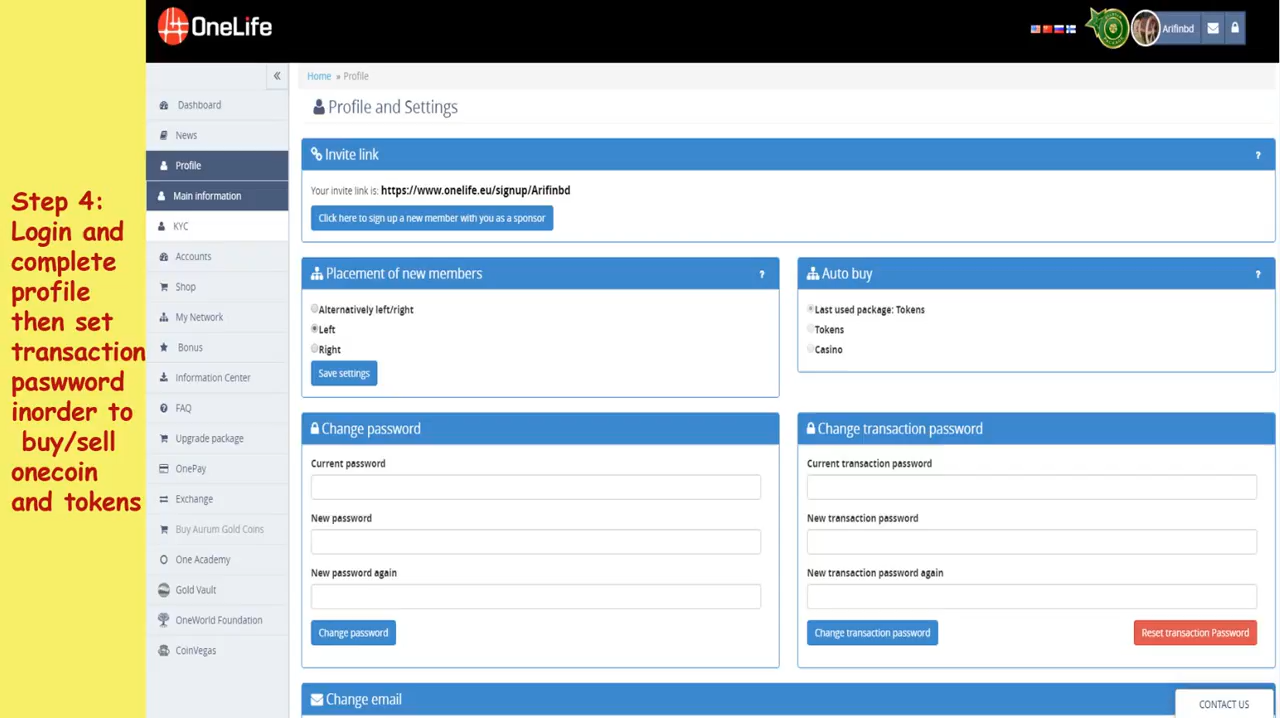 OneLife
Arifinbd
Step 4:
Login and
complete
profile
then set
transaction
paswword
inorder to
buy/sell
onecoin
and tokens
Dashboard
News
Profile
Main information
KYC
Accounts
Shop
My Network
Bonus
Information Center
FAQ
Upgrade package
OnePay
Exchange
Buy Aurum Gold Coins
One Academy
Gold Vault
OneWorld Foundation
CoinVegas
Home » Profile
Profile and Settings
Invite link ?
Your invite link is: https://www.onelife.eu/signup/Arifinbd
Click here to sign up a new member with you as a sponsor
Placement of new members ?
Alternatively left/right
Left
Right
Save settings
Auto buy ?
Last used package: Tokens
Tokens
Casino
Change password
Current password
New password
New password again
Change password
Change transaction password
Current transaction password
New transaction password
New transaction password again
Change transaction password
Reset transaction Password
Change email
CONTACT US